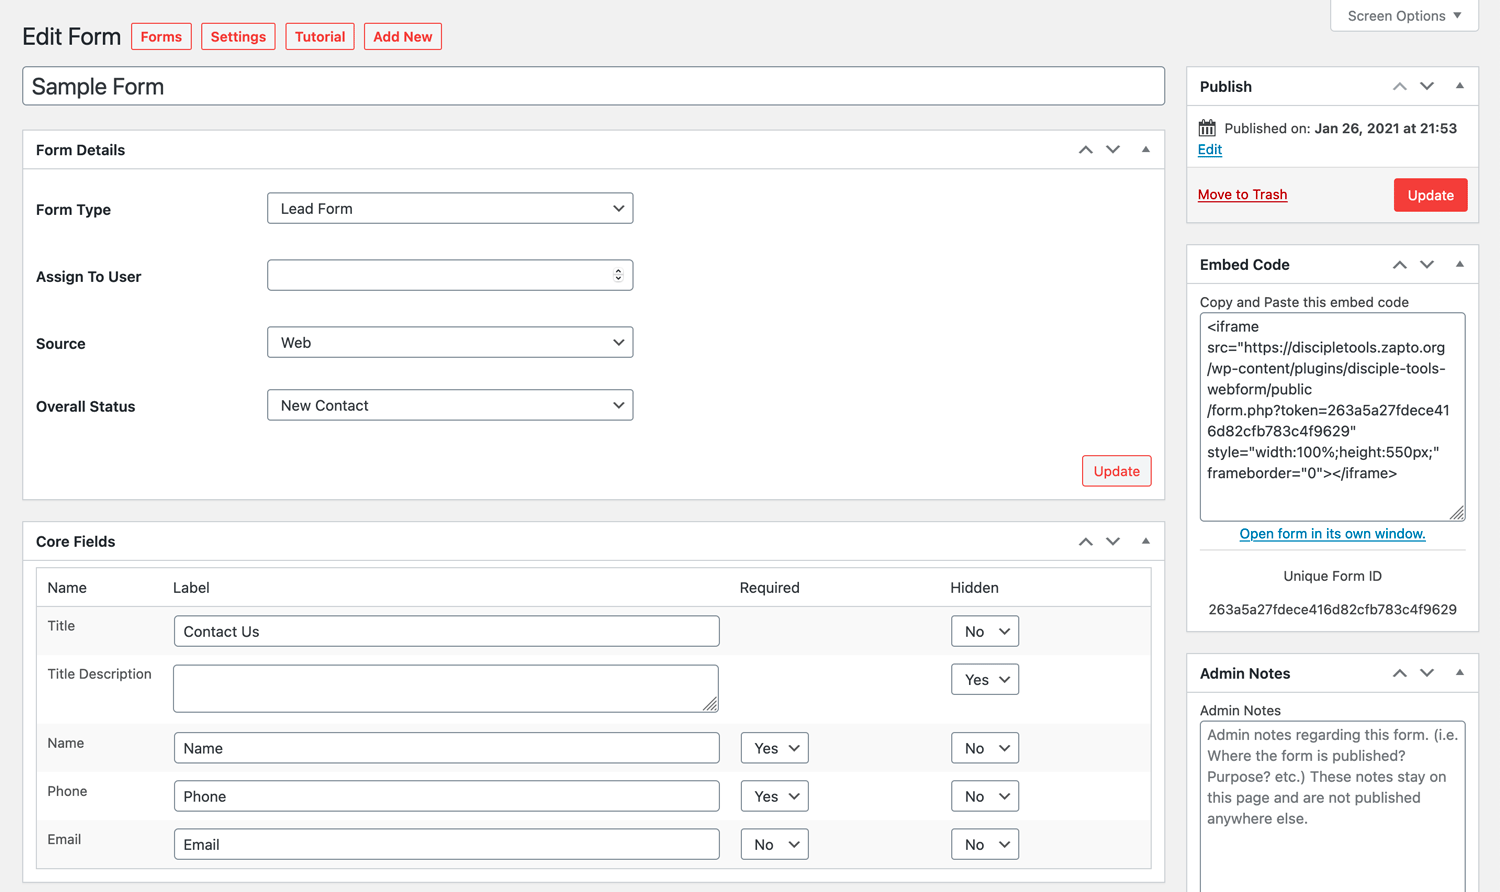 Screen Options
Edit Form Forms Settings Tutorial Add New
Sample Form
Form Details
Form Type Lead Form
Assign To User
Source Web
Overall Status New Contact
Update
Core Fields
Name Label Required Hidden
Title Contact Us No
Title Description Yes
Name Name Yes No
Phone Phone Yes No
Email Email No No
Publish
Published on: Jan 26, 2021 at 21:53
Edit
Move to Trash Update
Embed Code
Copy and Paste this embed code
<iframe
src="https://discipletools.zapto.org
/wp-content/plugins/disciple-tools-
webform/public
/form.php?token=263a5a27fdece41
6d82cfb783c4f9629"
style="width:100%;height:550px;"
frameborder="0"></iframe>
Open form in its own window.
Unique Form ID
263a5a27fdece416d82cfb783c4f9629
Admin Notes
Admin Notes
Admin notes regarding this form. (i.e.
Where the form is published?
Purpose? etc.) These notes stay on
this page and are not published
anywhere else.